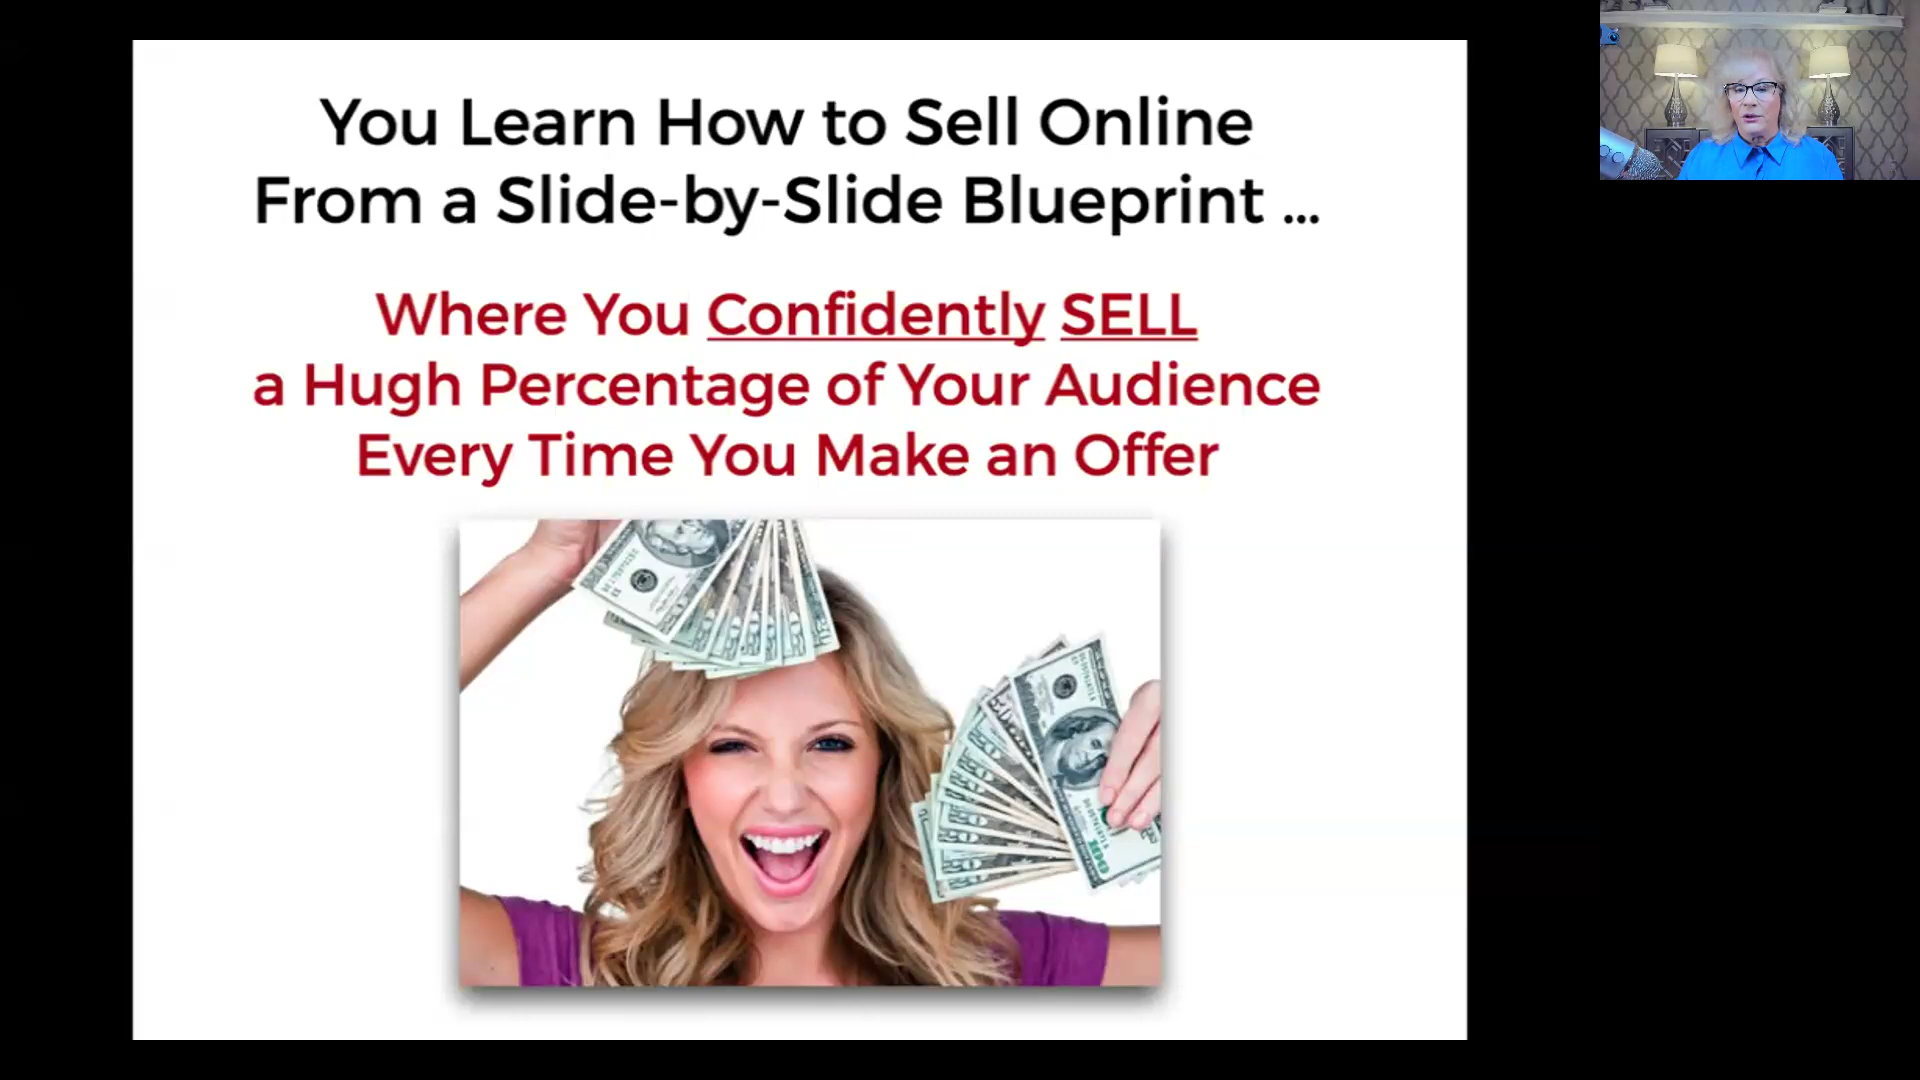 You Learn How to Sell Online
From a Slide-by-Slide Blueprint ...
Where You Confidently SELL
a Hugh Percentage of Your Audience
Every Time You Make an Offer